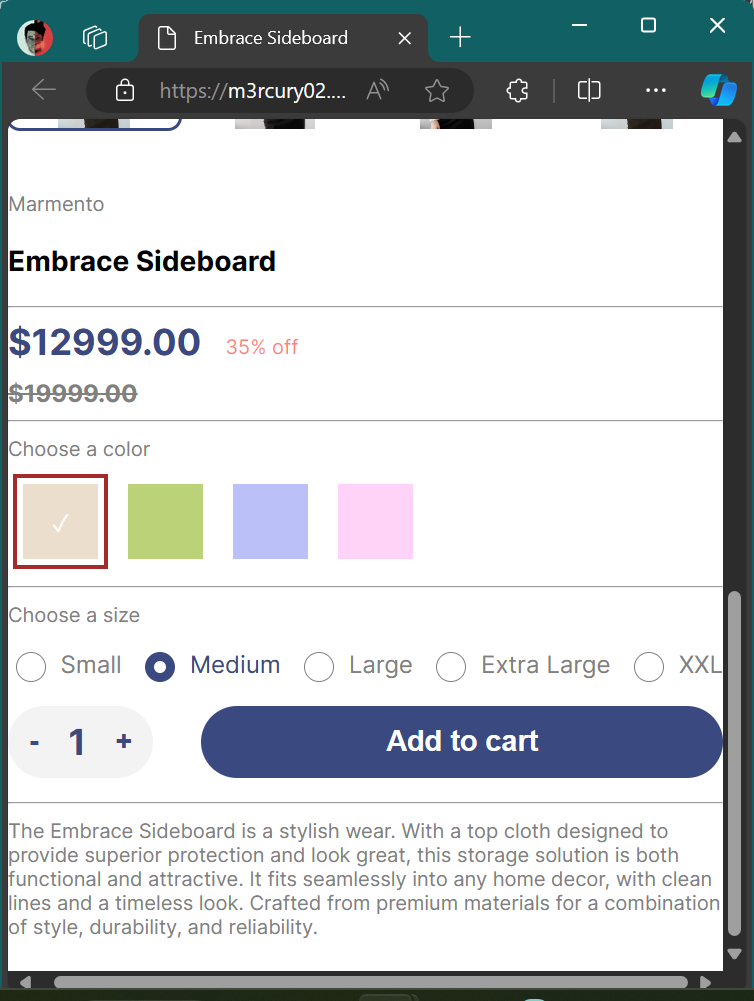 Embrace Sideboard
https://m3rcury02....
Marmento
Embrace Sideboard
$12999.00 35% off
$19999.00
Choose a color
Choose a size
Small Medium Large Extra Large XXL
- 1 + Add to cart
The Embrace Sideboard is a stylish wear. With a top cloth designed to
provide superior protection and look great, this storage solution is both
functional and attractive. It fits seamlessly into any home decor, with clean
lines and a timeless look. Crafted from premium materials for a combination
of style, durability, and reliability.